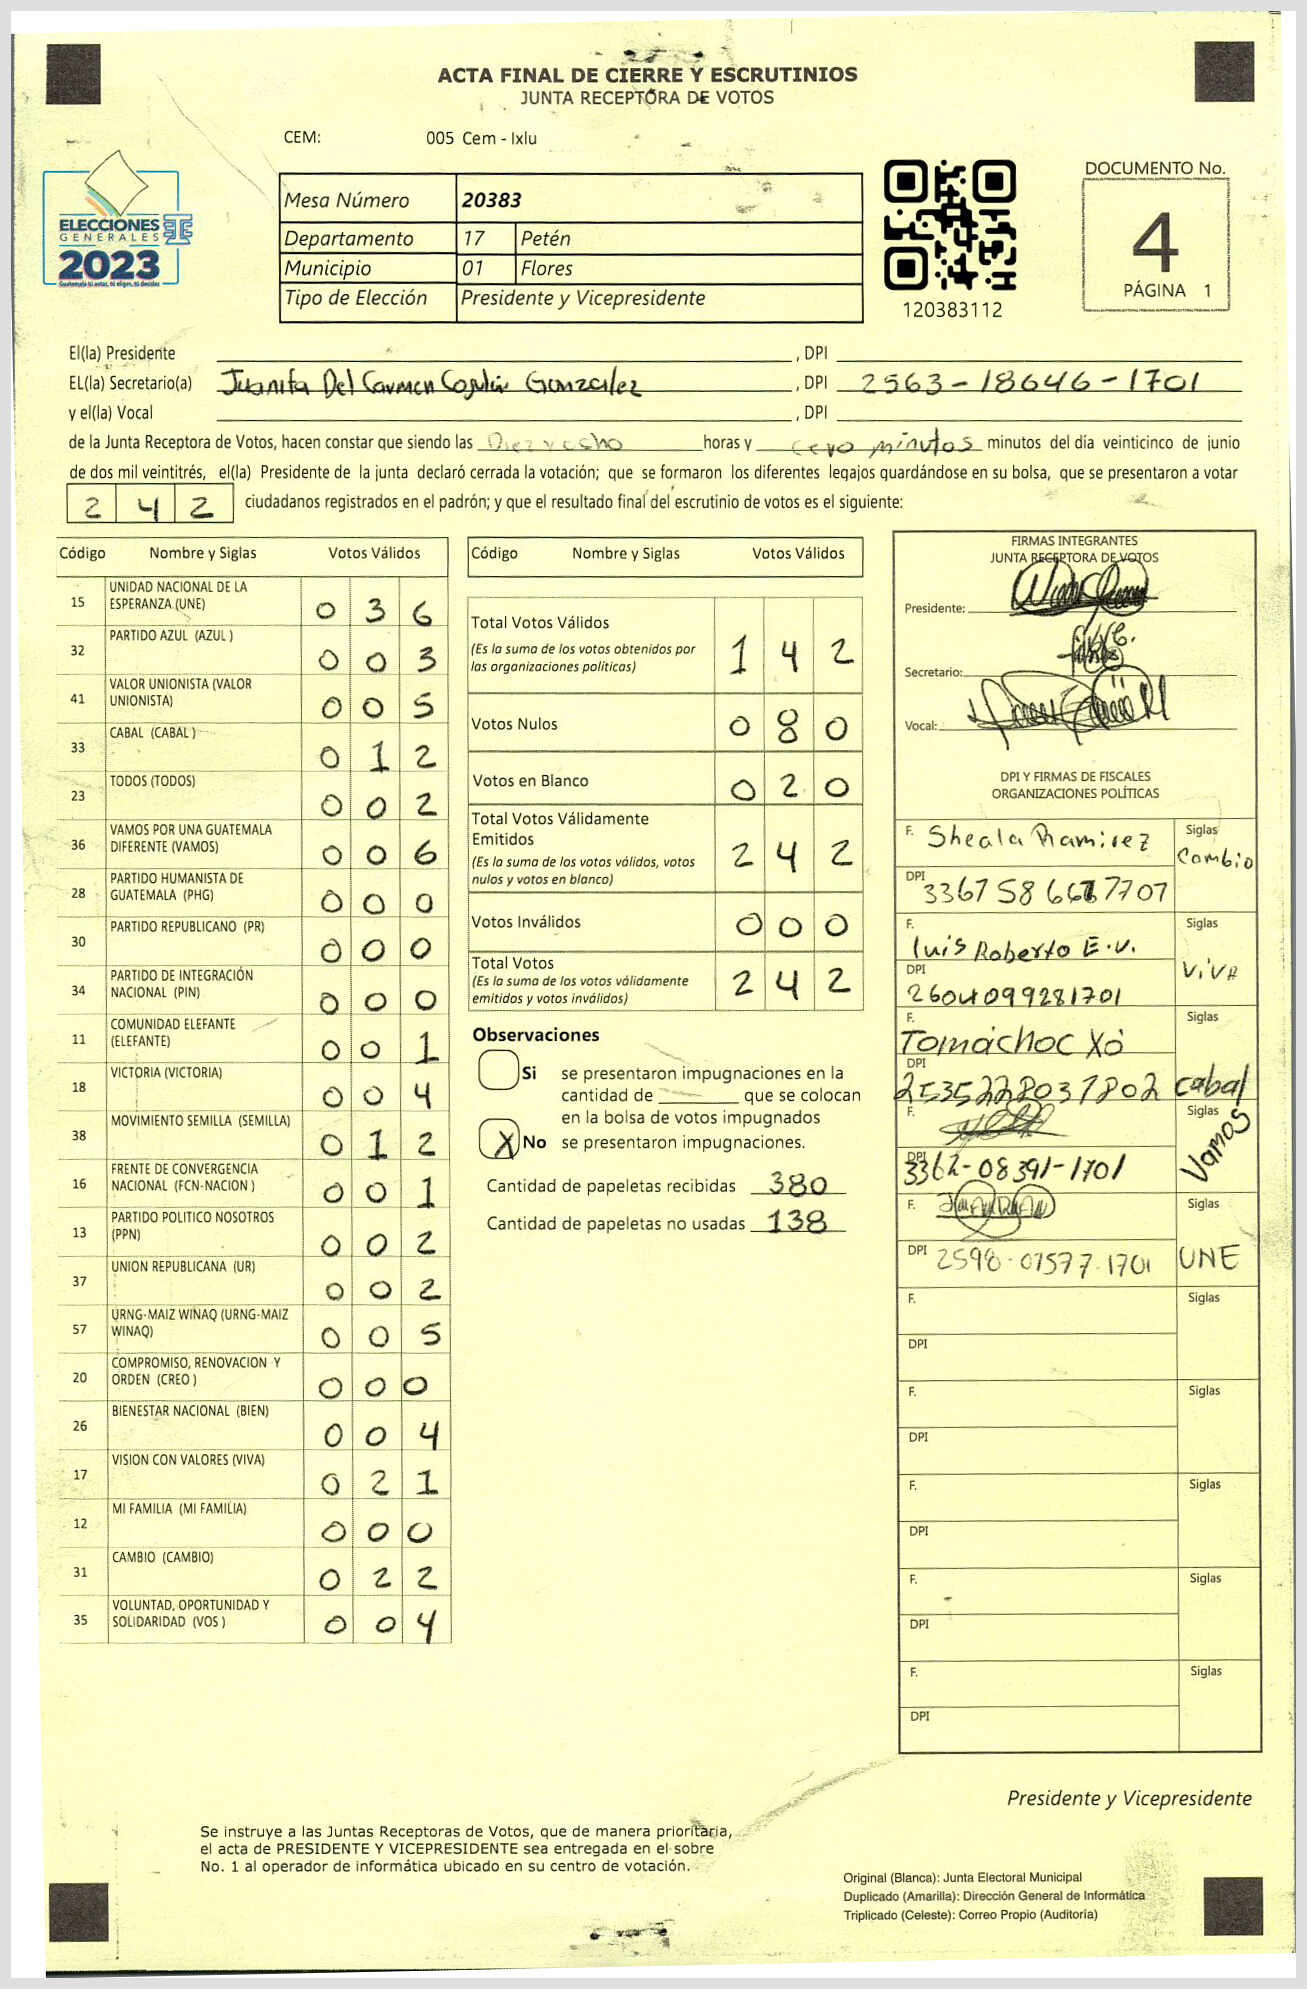 ACTA FINAL DE CIERRE Y ESCRUTINIOS
JUNTA RECEPTORA DE VOTOS
CEM: 005 Cem - Ixlu
ELECCIONES
GENERALES
2023
Guatemala tú estas, tú eliges, tú decides
Mesa Número 20383
Departamento 17 Petén
Municipio 01 Flores
Tipo de Elección Presidente y Vicepresidente
120383112
DOCUMENTO No.
4
PÁGINA 1
El(la) Presidente , DPI
EL(la) Secretario(a) Juanita Del Carmen González , DPI 2563-18646-1701
y el(la) Vocal , DPI
de la Junta Receptora de Votos, hacen constar que siendo las Diez y ocho horas y cero minutos minutos del día veinticinco de junio
de dos mil veintitrés, el(la) Presidente de la junta declaró cerrada la votación; que se formaron los diferentes legajos guardándose en su bolsa, que se presentaron a votar
2 4 2 ciudadanos registrados en el padrón; y que el resultado final del escrutinio de votos es el siguiente:
Código Nombre y Siglas Votos Válidos
15 UNIDAD NACIONAL DE LA
ESPERANZA (UNE) 0 3 6
32 PARTIDO AZUL (AZUL ) 0 0 3
41 VALOR UNIONISTA (VALOR
UNIONISTA) 0 0 5
33 CABAL (CABAL ) 0 1 2
23 TODOS (TODOS) 0 0 2
36 VAMOS POR UNA GUATEMALA
DIFERENTE (VAMOS) 0 0 6
28 PARTIDO HUMANISTA DE
GUATEMALA (PHG) 0 0 0
30 PARTIDO REPUBLICANO (PR) 0 0 0
34 PARTIDO DE INTEGRACIÓN
NACIONAL (PIN) 0 0 0
11 COMUNIDAD ELEFANTE
(ELEFANTE) 0 0 1
18 VICTORIA (VICTORIA) 0 0 4
38 MOVIMIENTO SEMILLA (SEMILLA) 0 1 2
16 FRENTE DE CONVERGENCIA
NACIONAL (FCN-NACION ) 0 0 1
13 PARTIDO POLITICO NOSOTROS
(PPN) 0 0 2
37 UNION REPUBLICANA (UR) 0 0 2
57 URNG-MAIZ WINAQ (URNG-MAIZ
WINAQ) 0 0 5
20 COMPROMISO, RENOVACION Y
ORDEN (CREO ) 0 0 0
26 BIENESTAR NACIONAL (BIEN) 0 0 4
17 VISION CON VALORES (VIVA) 0 2 1
12 MI FAMILIA (MI FAMILIA) 0 0 0
31 CAMBIO (CAMBIO) 0 2 2
35 VOLUNTAD, OPORTUNIDAD Y
SOLIDARIDAD (VOS ) 0 0 4
Código Nombre y Siglas Votos Válidos
Total Votos Válidos
(Es la suma de los votos obtenidos por
las organizaciones políticas) 1 4 2
Votos Nulos 0 8 0
Votos en Blanco 0 2 0
Total Votos Válidamente
Emitidos
(Es la suma de los votos válidos, votos
nulos y votos en blanco) 2 4 2
Votos Inválidos 0 0 0
Total Votos
(Es la suma de los votos válidamente
emitidos y votos inválidos) 2 4 2
Observaciones
Si se presentaron impugnaciones en la
cantidad de que se colocan
en la bolsa de votos impugnados
X No se presentaron impugnaciones.
Cantidad de papeletas recibidas 380
Cantidad de papeletas no usadas 138
FIRMAS INTEGRANTES
JUNTA RECEPTORA DE VOTOS
Presidente:
Secretario:
Vocal:
DPI Y FIRMAS DE FISCALES
ORGANIZACIONES POLÍTICAS
F. Sheala Ramirez Siglas
Cambio
DPI
F. Luis Roberto E.V. Siglas
VIVA
DPI 2604099281701
F. Tomáchoc Xó Siglas
DPI 2535228037802 cabal
F. Siglas
Vamos
DPI 3362-08391-1701
F. Siglas
DPI 2598-07577-1701 UNE
F. Siglas
DPI
F. Siglas
DPI
F. Siglas
DPI
F. Siglas
DPI
F. Siglas
DPI
Presidente y Vicepresidente
Se instruye a las Juntas Receptoras de Votos, que de manera prioritaria,
el acta de PRESIDENTE Y VICEPRESIDENTE sea entregada en el sobre
No. 1 al operador de informática ubicado en su centro de votación.
Original (Blanca): Junta Electoral Municipal
Duplicado (Amarilla): Dirección General de Informática
Triplicado (Celeste): Correo Propio (Auditoría)